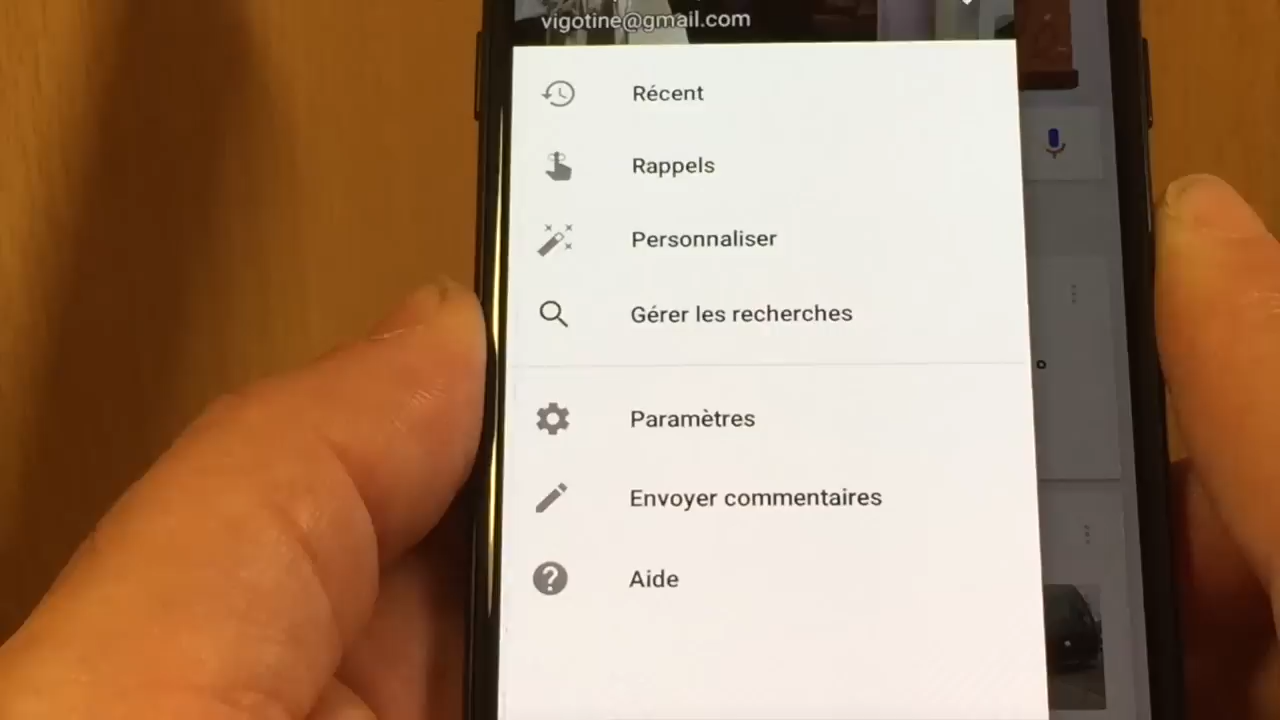 vigotine@gmail.com
Récent
Rappels
Personnaliser
Gérer les recherches
Paramètres
Envoyer commentaires
Aide